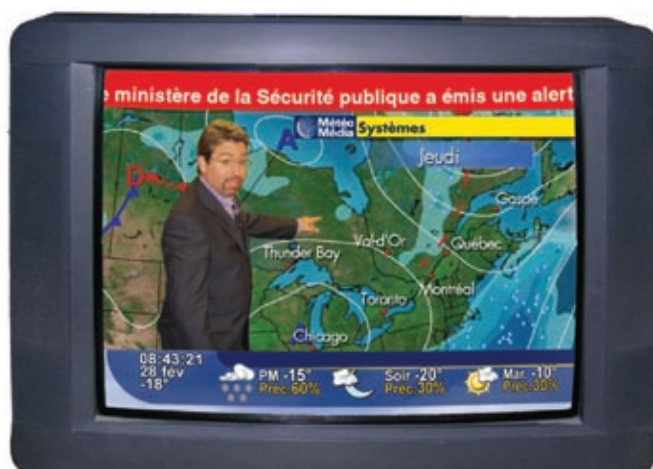 e ministère de la Sécurité publique a émis une alert
Météo
Média
Systèmes
Jeudi
A
D
Gaspé
Val-d'Or
Québec
Thunder Bay
Montréal
Toronto
Chicago
08:43:21
28 fév
-18°
PM -15°
Préc.60%
Soir -20°
Préc.30%
Mar. -10°
Préc.30%